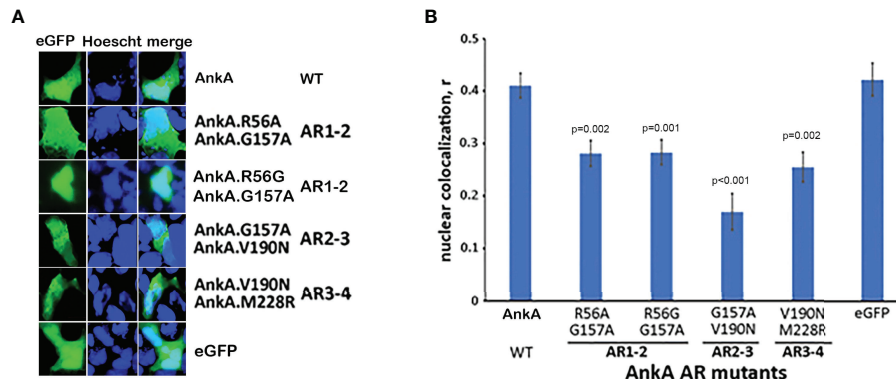 A
eGFP Hoescht merge
AnkA WT
AnkA.R56A
AnkA.G157A
AR1-2
AnkA.R56G
AnkA.G157A
AR1-2
AnkA.G157A
AnkA.V190N
AR2-3
AnkA.V190N
AnkA.M228R
AR3-4
eGFP
B
nuclear colocalization, r
0.5
0.4
0.3
0.2
0.1
0
p=0.002
p=0.001
p<0.001
p=0.002
AnkA
WT
R56A
G157A
R56G
G157A
AR1-2
G157A
V190N
AR2-3
V190N
M228R
AR3-4
eGFP
AnkA AR mutants